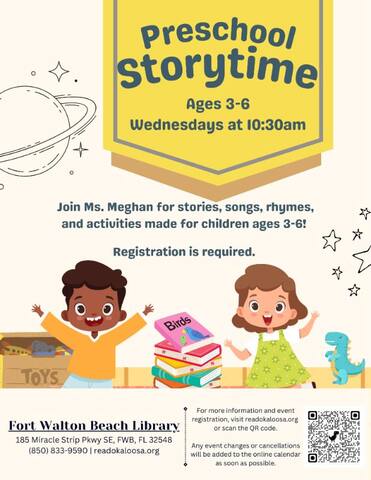 Preschool
Storytime
Ages 3-6
Wednesdays at 10:30am
Join Ms. Meghan for stories, songs, rhymes,
and activities made for children ages 3-6!
Registration is required.
Birds
TOYS
Fort Walton Beach Library
185 Miracle Strip Pkwy SE, FWB, FL 32548
(850) 833-9590 | readokaloosa.org
For more information and event
registration, visit readokaloosa.org
or scan the QR code.
Any event changes or cancellations
will be added to the online calendar
as soon as possible.